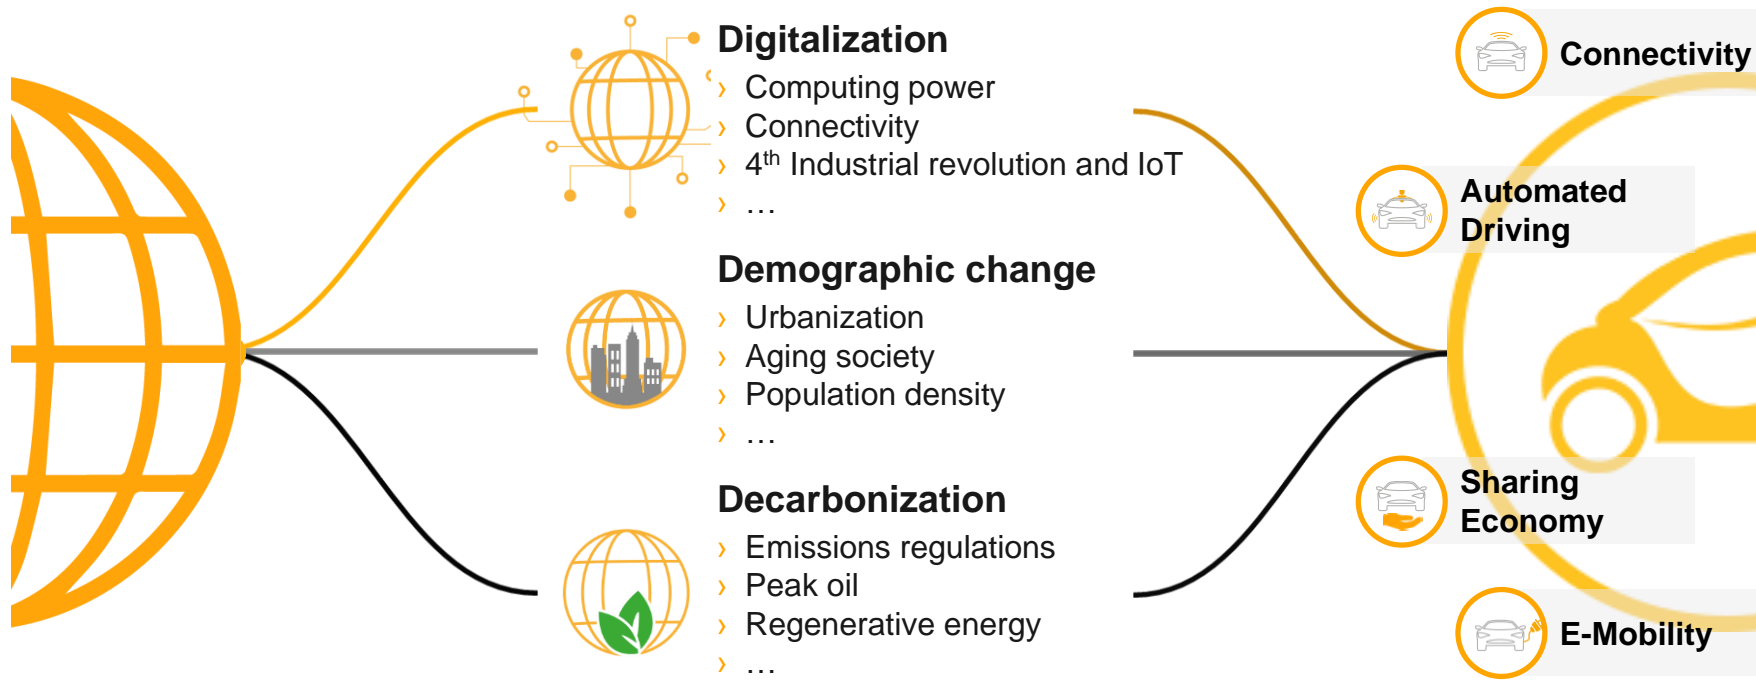 Digitalization
› Computing power
› Connectivity
› 4th Industrial revolution and IoT
› …
Demographic change
› Urbanization
› Aging society
› Population density
› …
Decarbonization
› Emissions regulations
› Peak oil
› Regenerative energy
› …
Connectivity
Automated
Driving
Sharing
Economy
E-Mobility